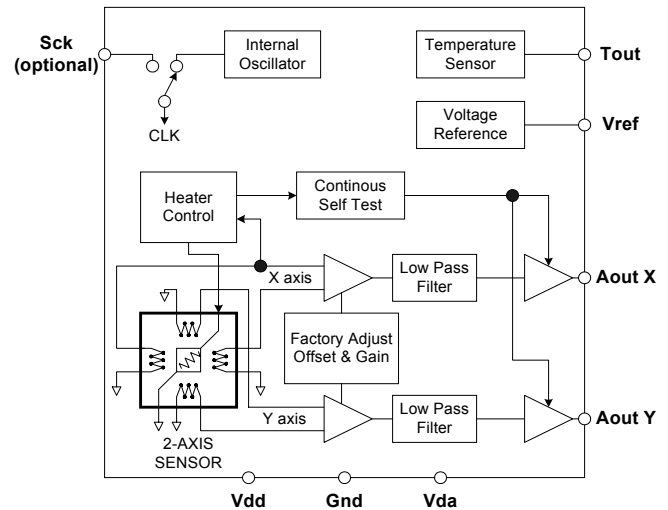 Sck
(optional)
Internal
Oscillator
CLK
Temperature
Sensor
Tout
Voltage
Reference
Vref
Heater
Control
Continous
Self Test
X axis
Low Pass
Filter
Aout X
Factory Adjust
Offset & Gain
Y axis
Low Pass
Filter
Aout Y
2-AXIS
SENSOR
Vdd
Gnd
Vda